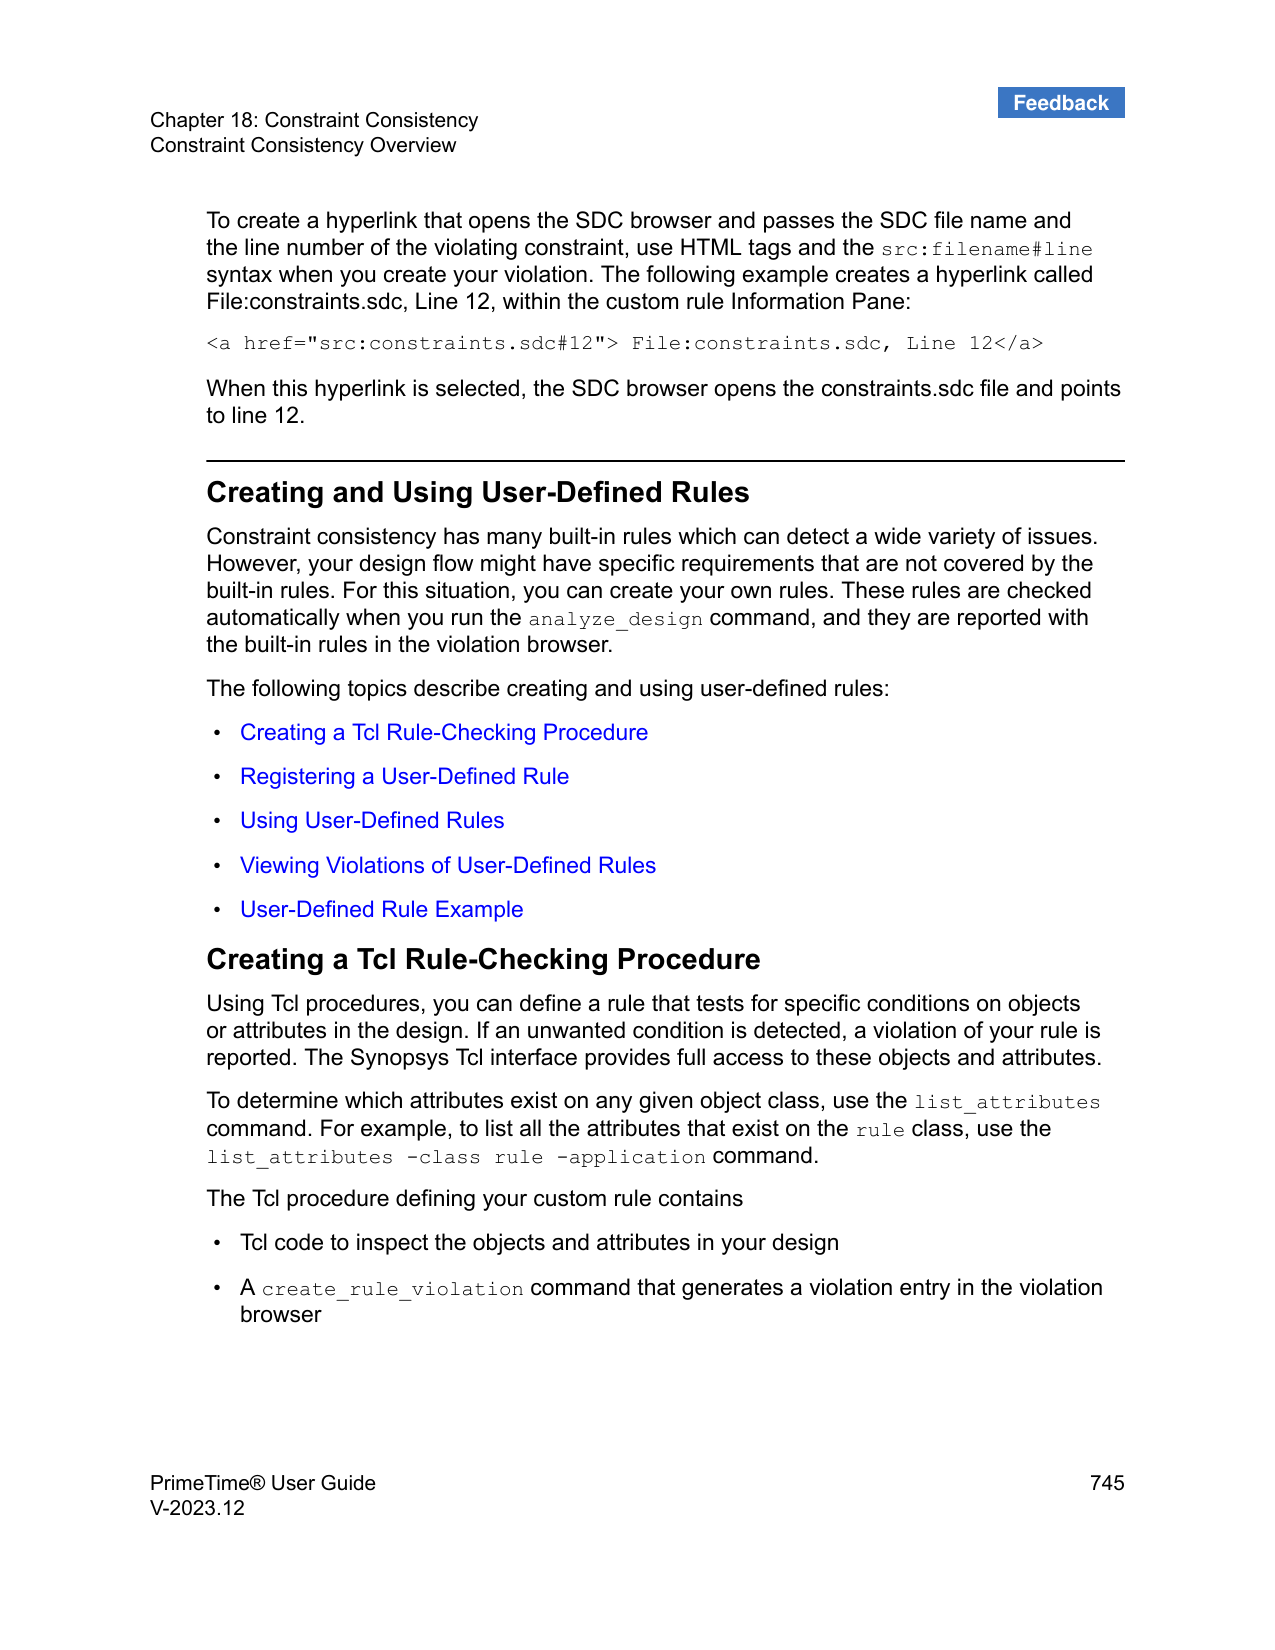 Feedback
Chapter 18: Constraint Consistency
Constraint Consistency Overview
To create a hyperlink that opens the SDC browser and passes the SDC file name and
the line number of the violating constraint, use HTML tags and the src:filename#line
syntax when you create your violation. The following example creates a hyperlink called
File:constraints.sdc, Line 12, within the custom rule Information Pane:
<a href="src:constraints.sdc#12"> File:constraints.sdc, Line 12</a>
When this hyperlink is selected, the SDC browser opens the constraints.sdc file and points
to line 12.
Creating and Using User-Defined Rules
Constraint consistency has many built-in rules which can detect a wide variety of issues.
However, your design flow might have specific requirements that are not covered by the
built-in rules. For this situation, you can create your own rules. These rules are checked
automatically when you run the analyze_design command, and they are reported with
the built-in rules in the violation browser.
The following topics describe creating and using user-defined rules:
• Creating a Tcl Rule-Checking Procedure
• Registering a User-Defined Rule
• Using User-Defined Rules
• Viewing Violations of User-Defined Rules
• User-Defined Rule Example
Creating a Tcl Rule-Checking Procedure
Using Tcl procedures, you can define a rule that tests for specific conditions on objects
or attributes in the design. If an unwanted condition is detected, a violation of your rule is
reported. The Synopsys Tcl interface provides full access to these objects and attributes.
To determine which attributes exist on any given object class, use the list_attributes
command. For example, to list all the attributes that exist on the rule class, use the
list_attributes -class rule -application command.
The Tcl procedure defining your custom rule contains
• Tcl code to inspect the objects and attributes in your design
• A create_rule_violation command that generates a violation entry in the violation
browser
PrimeTime® User Guide 745
V-2023.12